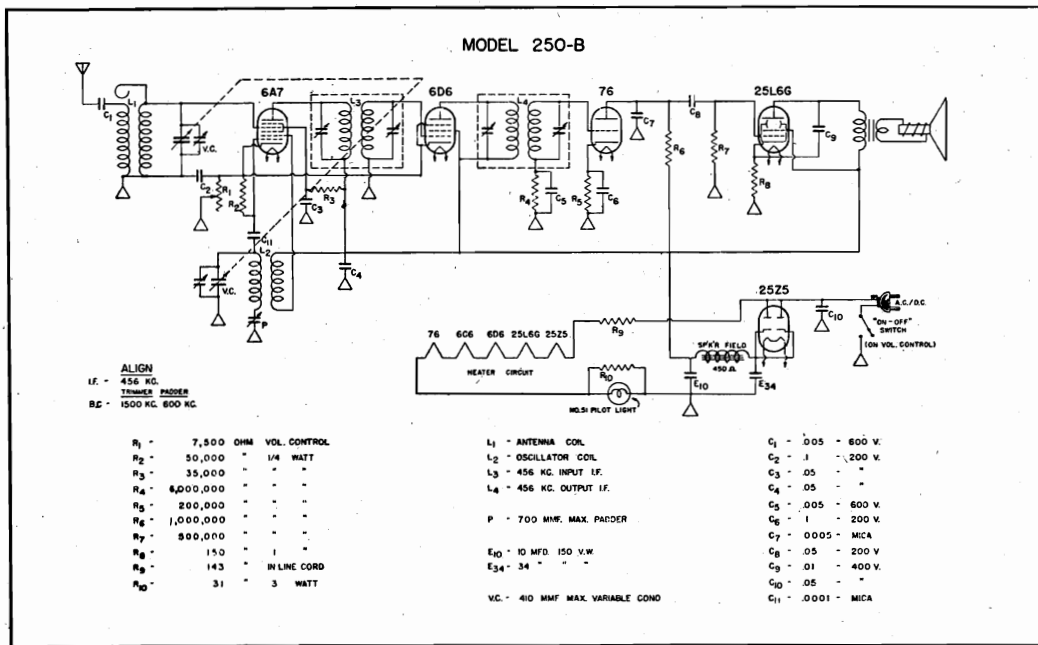 MODEL 250-B
6A7
6D6
76
25L6G
L1
L3
L4
C1
V.C.
C7
C8
C9
R6
R7
R8
C2
R1
R2
C3
R3
R4
C5
R5
C6
C11
L2
C4
V.C.
P
25Z5
A.C./D.C.
C10
"ON-OFF"
SWITCH
(ON VOL. CONTROL)
R9
76 6C6 6D6 25L6G 25Z5
HEATER CIRCUIT
SP'K'R FIELD
450 Ω
R10
E10
E34
NO.51 PILOT LIGHT
ALIGN
I.F. - 456 KC.
TRIMMER PADDER
B.C - 1500 KC. 600 KC.
R1 - 7,500 OHM VOL. CONTROL
R2 - 50,000 " 1/4 WATT
R3 - 35,000 " " "
R4 - 6,000,000 " " "
R5 - 200,000 " " "
R6 - 1,000,000 " " "
R7 - 500,000 " " "
R8 - 150 " 1 "
R9 - 143 " IN LINE CORD
R10 - 31 " 3 WATT
L1 - ANTENNA COIL
L2 - OSCILLATOR COIL
L3 - 456 KC. INPUT I.F.
L4 - 456 KC. OUTPUT I.F.
P - 700 MMF. MAX. PADDER
E10 - 10 MFD. 150 V.W.
E34 - 34 " " "
V.C. - 410 MMF MAX. VARIABLE COND
C1 - .005 - 600 V.
C2 - .1 - 200 V.
C3 - .05 - "
C4 - .05 - "
C5 - .005 - 600 V.
C6 - .1 - 200 V.
C7 - .0005 - MICA
C8 - .05 - 200 V
C9 - .01 - 400 V.
C10 - .05 - "
C11 - .0001 - MICA